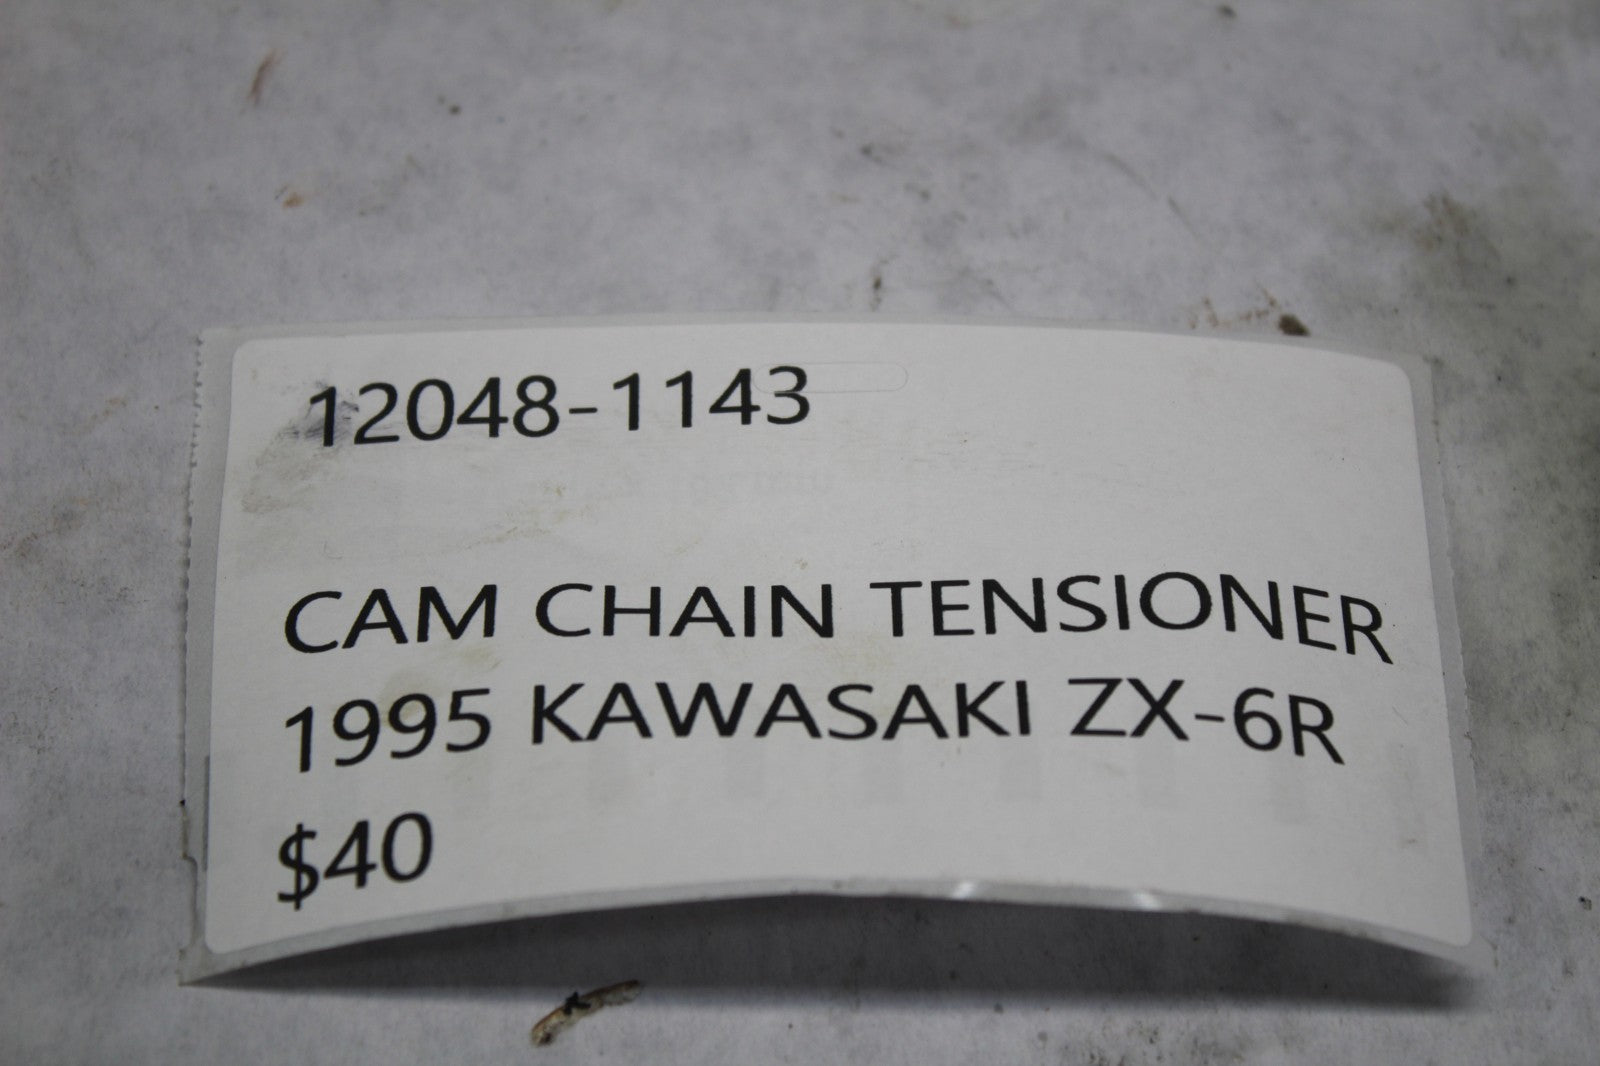 12048-1143
CAM CHAIN TENSIONER
1995 KAWASAKI ZX-6R
$40